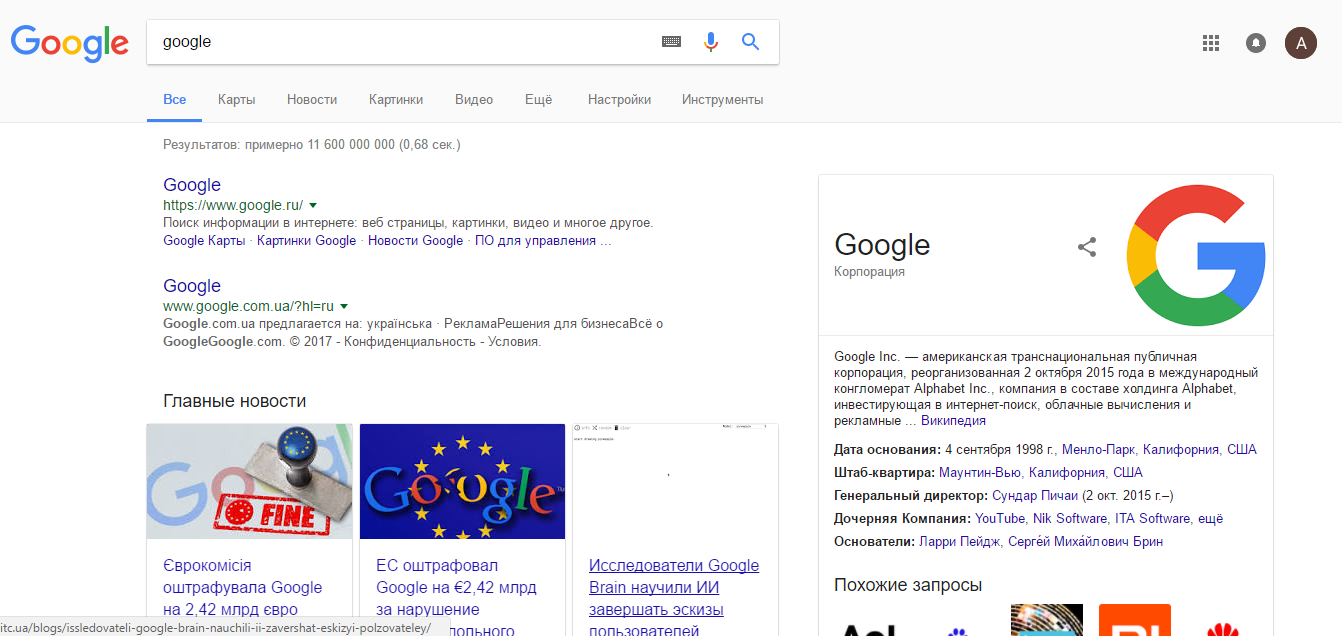 Google
google
A
Все Карты Новости Картинки Видео Ещё Настройки Инструменты
Результатов: примерно 11 600 000 000 (0,68 сек.)
Google
https://www.google.ru/
Поиск информации в интернете: веб страницы, картинки, видео и многое другое.
Google Карты · Картинки Google · Новости Google · ПО для управления ...
Google
www.google.com.ua/?hl=ru
Google.com.ua предлагается на: українська · РекламаРешения для бизнесаВсё о
GoogleGoogle.com. © 2017 - Конфиденциальность - Условия.
Главные новости
FINE
Google
Єврокомісія
оштрафувала Google
на 2,42 млрд євро
ЕС оштрафовал
Google на €2,42 млрд
за нарушение
Исследователи Google
Brain научили ИИ
завершать эскизы
пользователей
itc.ua/blogs/issledovateli-google-brain-nauchili-ii-zavershat-eskizyi-polzovateley/
Google
Корпорация
Google Inc. — американская транснациональная публичная
корпорация, реорганизованная 2 октября 2015 года в международный
конгломерат Alphabet Inc., компания в составе холдинга Alphabet,
инвестирующая в интернет-поиск, облачные вычисления и
рекламные ... Википедия
Дата основания: 4 сентября 1998 г., Менло-Парк, Калифорния, США
Штаб-квартира: Маунтин-Вью, Калифорния, США
Генеральный директор: Сундар Пичаи (2 окт. 2015 г.–)
Дочерняя Компания: YouTube, Nik Software, ITA Software, ещё
Основатели: Ларри Пейдж, Серге́й Миха́йлович Брин
Похожие запросы